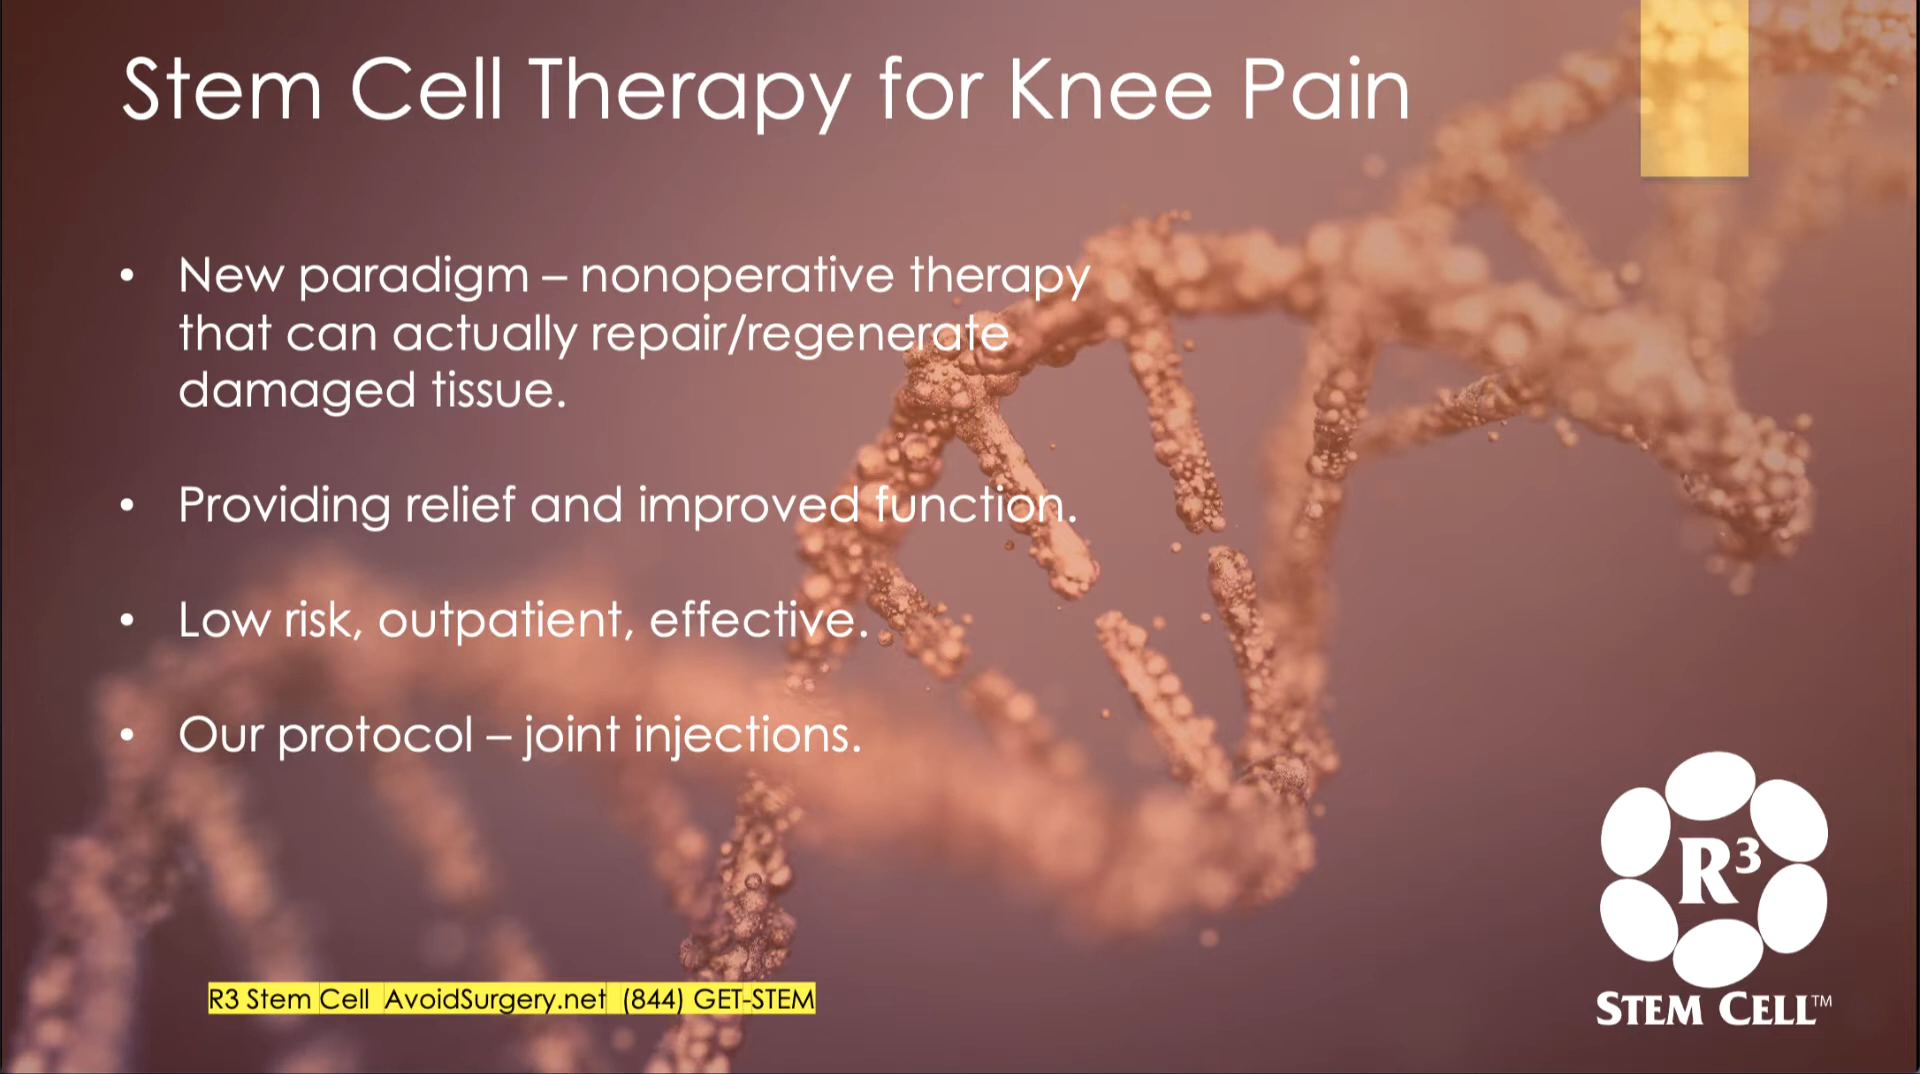 Stem Cell Therapy for Knee Pain
• New paradigm – nonoperative therapy
that can actually repair/regenerate
damaged tissue.
• Providing relief and improved function.
• Low risk, outpatient, effective.
• Our protocol – joint injections.
R3
STEM CELL™
R3 Stem Cell  AvoidSurgery.net  (844) GET-STEM